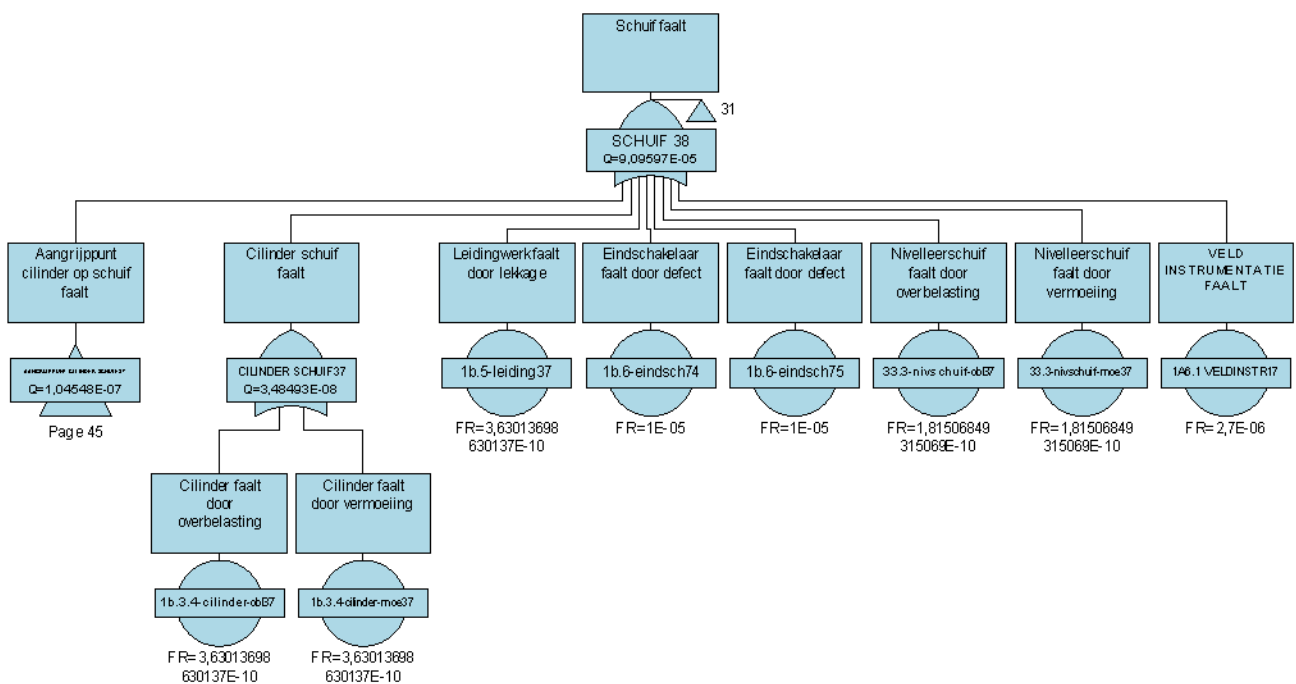 Schuif faalt
31
SCHUIF 38
Q=9,09597E-05
Aangrijppunt
cilinder op schuif
faalt
Cilinder schuif
faalt
Leidingwerkfaalt
door lekkage
Eindschakelaar
faalt door defect
Eindschakelaar
faalt door defect
Nivelleerschuif
faalt door
overbelasting
Nivelleerschuif
faalt door
vermoeiing
VELD
INSTRUMENTATIE
FAALT
AANGRIJPPUNT CILINDER SCHUIF37
Q=1,04548E-07
Page 45
CILINDER SCHUIF37
Q=3,48493E-08
1b.5-leiding37
FR=3,63013698
630137E-10
1b.6-eindsch74
FR=1E-05
1b.6-eindsch75
FR=1E-05
33.3-nivschuif-obB7
FR=1,81506849
315069E-10
33.3-nivschuif-moe37
FR=1,81506849
315069E-10
1A6.1 VELDINSTR17
FR=2,7E-06
Cilinder faalt
door
overbelasting
Cilinder faalt
door vermoeiing
1b.3.4-cilinder-obB7
FR=3,63013698
630137E-10
1b.3.4-cilinder-moe37
FR=3,63013698
630137E-10